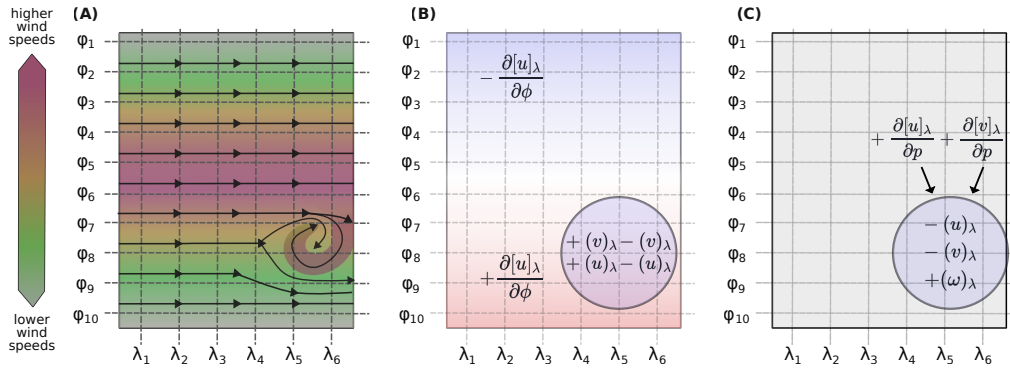 higher
wind
speeds
lower
wind
speeds
(A)
φ1
φ2
φ3
φ4
φ5
φ6
φ7
φ8
φ9
φ10
λ1 λ2 λ3 λ4 λ5 λ6
(B)
φ1
φ2
φ3
φ4
φ5
φ6
φ7
φ8
φ9
φ10
− ∂[u]λ / ∂ϕ
+ (v)λ − (v)λ
+ (u)λ − (u)λ
+ ∂[u]λ / ∂ϕ
λ1 λ2 λ3 λ4 λ5 λ6
(C)
φ1
φ2
φ3
φ4
φ5
φ6
φ7
φ8
φ9
φ10
+ ∂[u]λ / ∂p + ∂[v]λ / ∂p
− (u)λ
− (v)λ
+(ω)λ
λ1 λ2 λ3 λ4 λ5 λ6